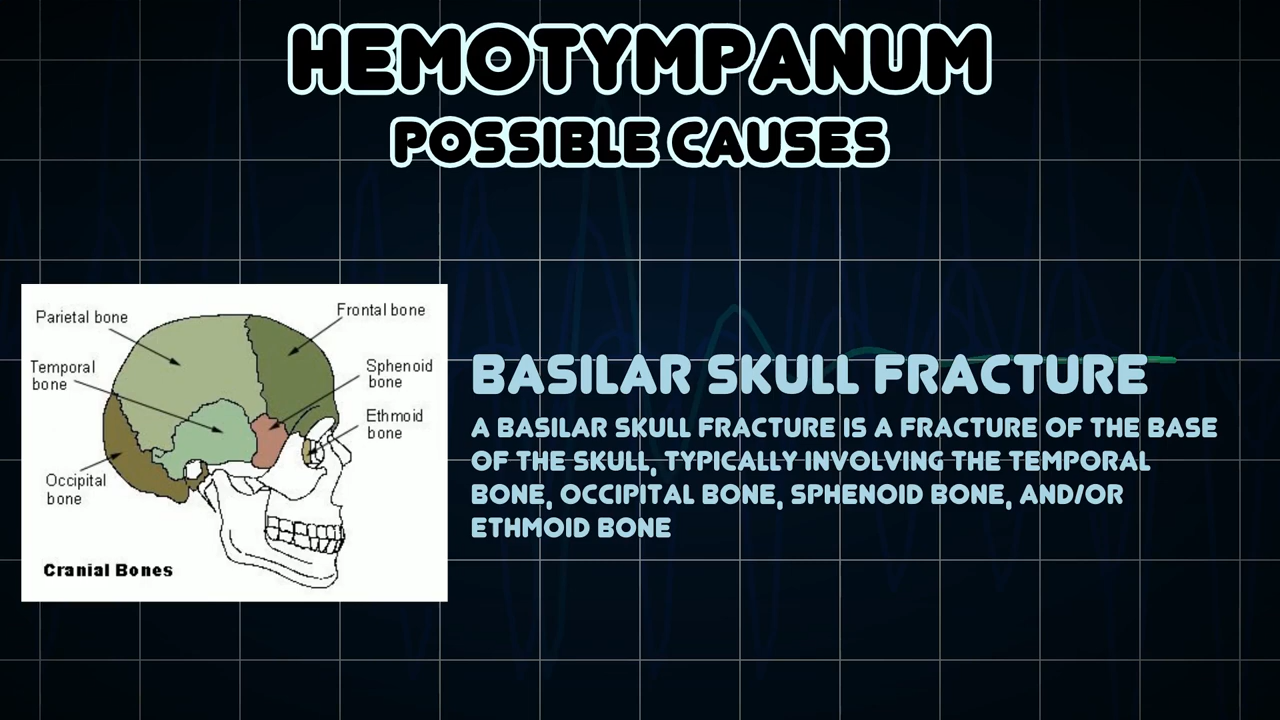 HEMOTYMPANUM
POSSIBLE CAUSES
Parietal bone
Frontal bone
Temporal
bone
Sphenoid
bone
Ethmoid
bone
Occipital
bone
Cranial Bones
BASILAR SKULL FRACTURE
A BASILAR SKULL FRACTURE IS A FRACTURE OF THE BASE
OF THE SKULL, TYPICALLY INVOLVING THE TEMPORAL
BONE, OCCIPITAL BONE, SPHENOID BONE, AND/OR
ETHMOID BONE